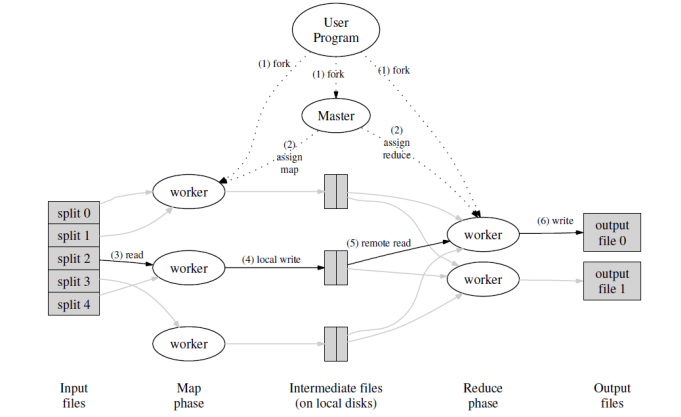 User
Program
(1) fork
(1) fork
(1) fork
Master
(2)
assign
map
(2)
assign
reduce
worker
split 0
split 1
split 2
split 3
split 4
(3) read
worker
(4) local write
(5) remote read
worker
(6) write
output
file 0
worker
output
file 1
worker
Input
files
Map
phase
Intermediate files
(on local disks)
Reduce
phase
Output
files